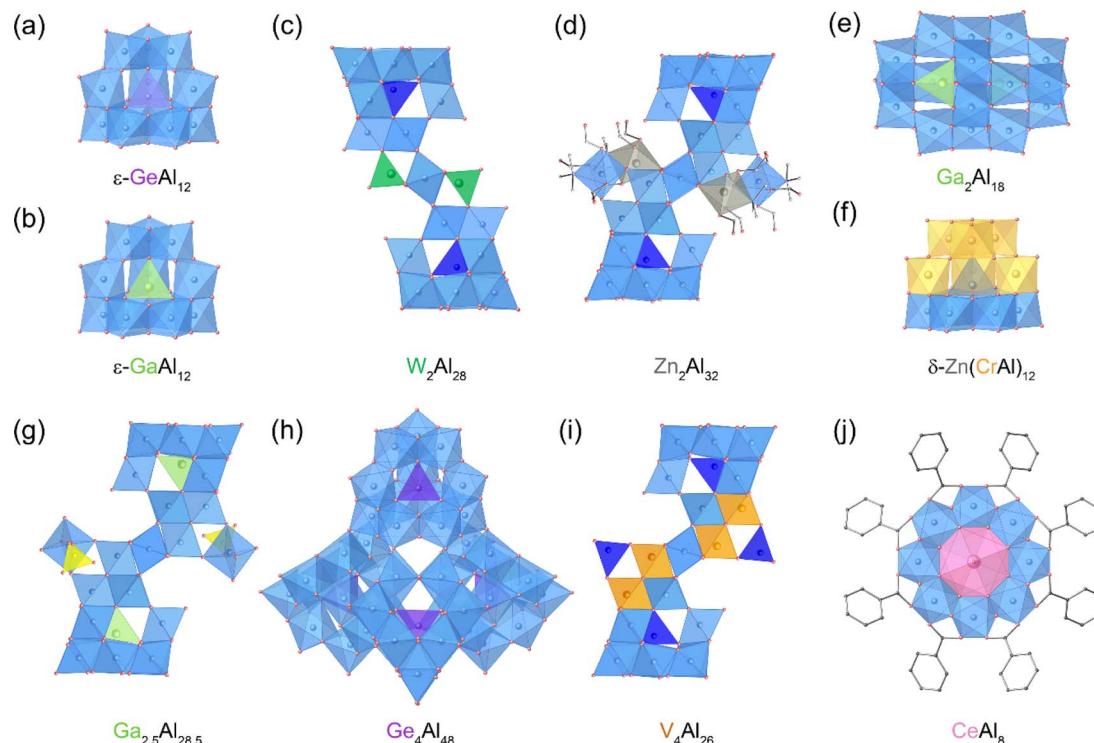 (a)
ε-GeAl₁₂
(b)
ε-GaAl₁₂
(c)
W₂Al₂₈
(d)
Zn₂Al₃₂
(e)
Ga₂Al₁₈
(f)
δ-Zn(CrAl)₁₂
(g)
Ga₂.₅Al₂₈.₅
(h)
Ge₄Al₄₈
(i)
V₄Al₂₆
(j)
CeAl₈